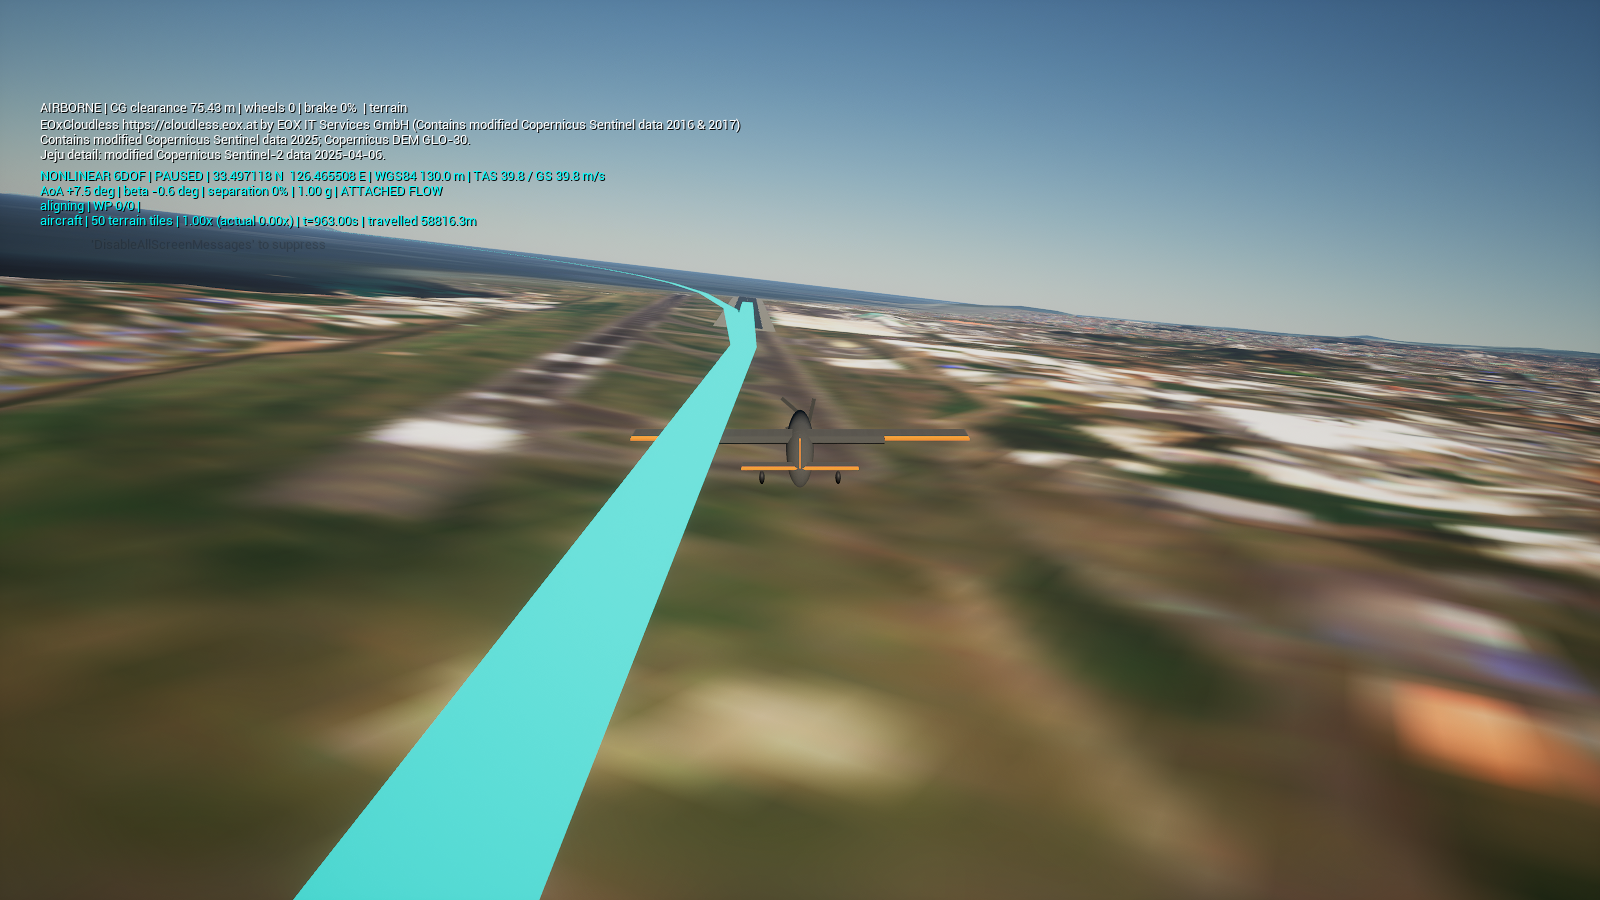 AIRBORNE | CG clearance 75.43 m | wheels 0 | brake 0% | terrain
EOxCloudless https://cloudless.eox.at by EOX IT Services GmbH (Contains modified Copernicus Sentinel data 2016 & 2017)
Contains modified Copernicus Sentinel data 2025; Copernicus DEM GLO-30.
Jeju detail: modified Copernicus Sentinel-2 data 2025-04-06.
NONLINEAR 6DOF | PAUSED | 33.497118 N 126.465508 E | WGS84 130.0 m | TAS 39.8 / GS 39.8 m/s
AoA +7.5 deg | beta -0.6 deg | separation 0% | 1.00 g | ATTACHED FLOW
aligning | WP 0/0 |
aircraft | 50 terrain tiles | 1.00x (actual 0.00x) | t=963.00s | travelled 58816.3m
'DisableAllScreenMessages' to suppress